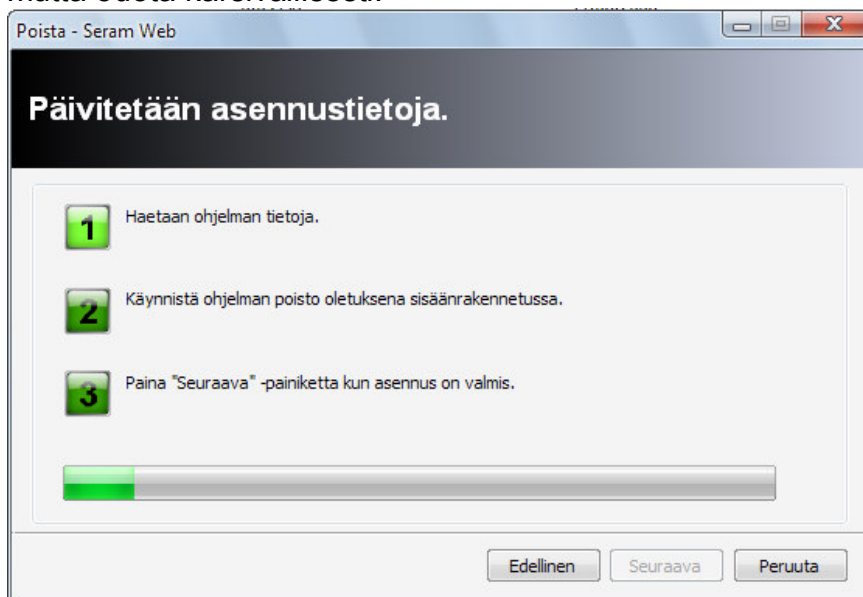 Poista - Seram Web
Päivitetään asennustietoja.
1 Haetaan ohjelman tietoja.
2 Käynnistä ohjelman poisto oletuksena sisäänrakennetussa.
3 Paina "Seuraava" -painiketta kun asennus on valmis.
Edellinen Seuraava Peruuta